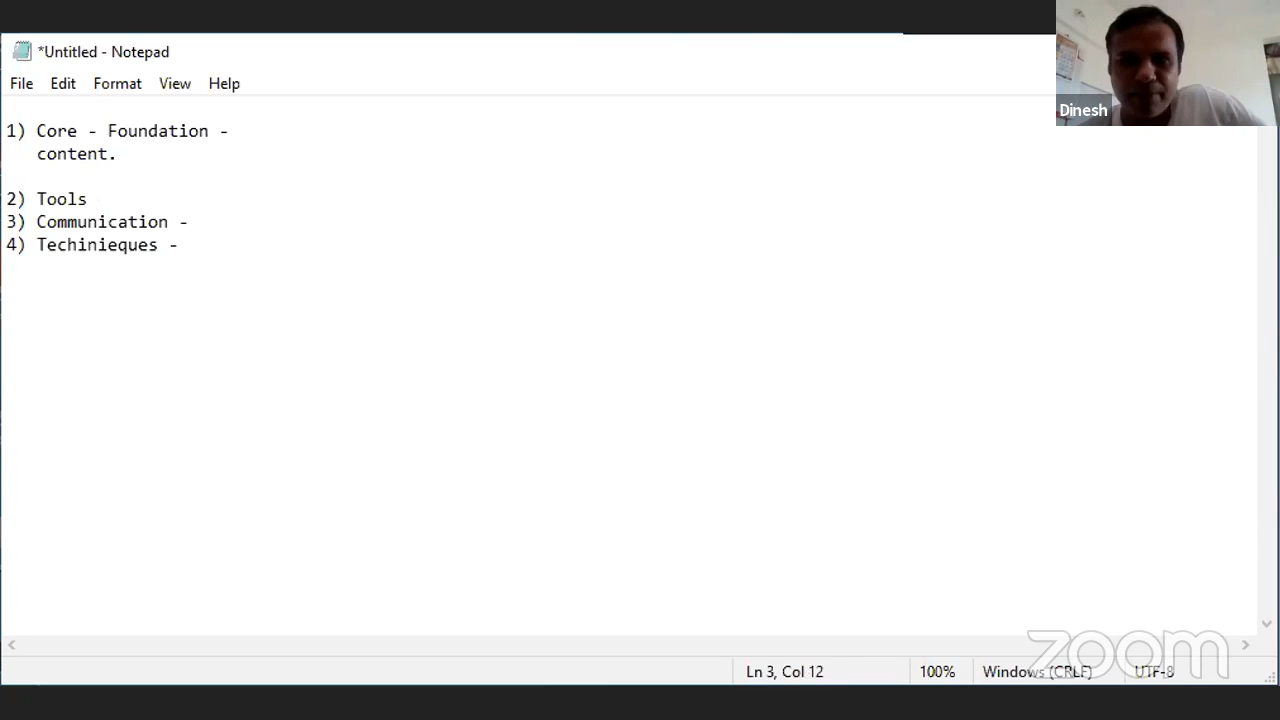 *Untitled - Notepad
File Edit Format View Help
Dinesh
1) Core - Foundation -
content.
2) Tools
3) Communication -
4) Techinieques -
Ln 3, Col 12 100% Windows (CRLF) UTF-8
zoom